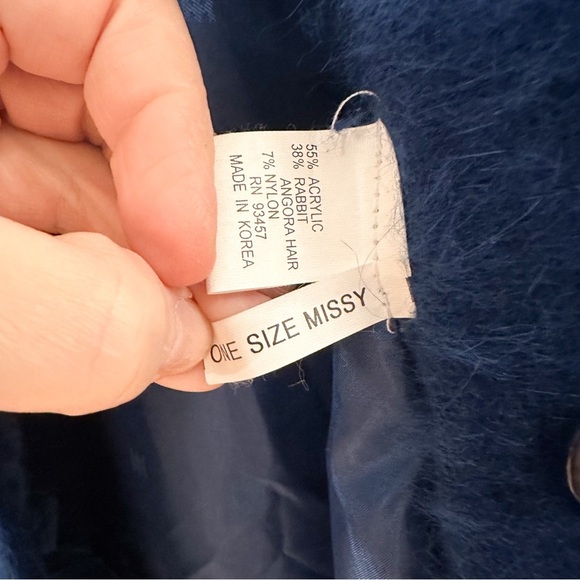 55% ACRYLIC
38% RABBIT
ANGORA HAIR
7% NYLON
RN 93457
MADE IN KOREA
ONE SIZE MISSY